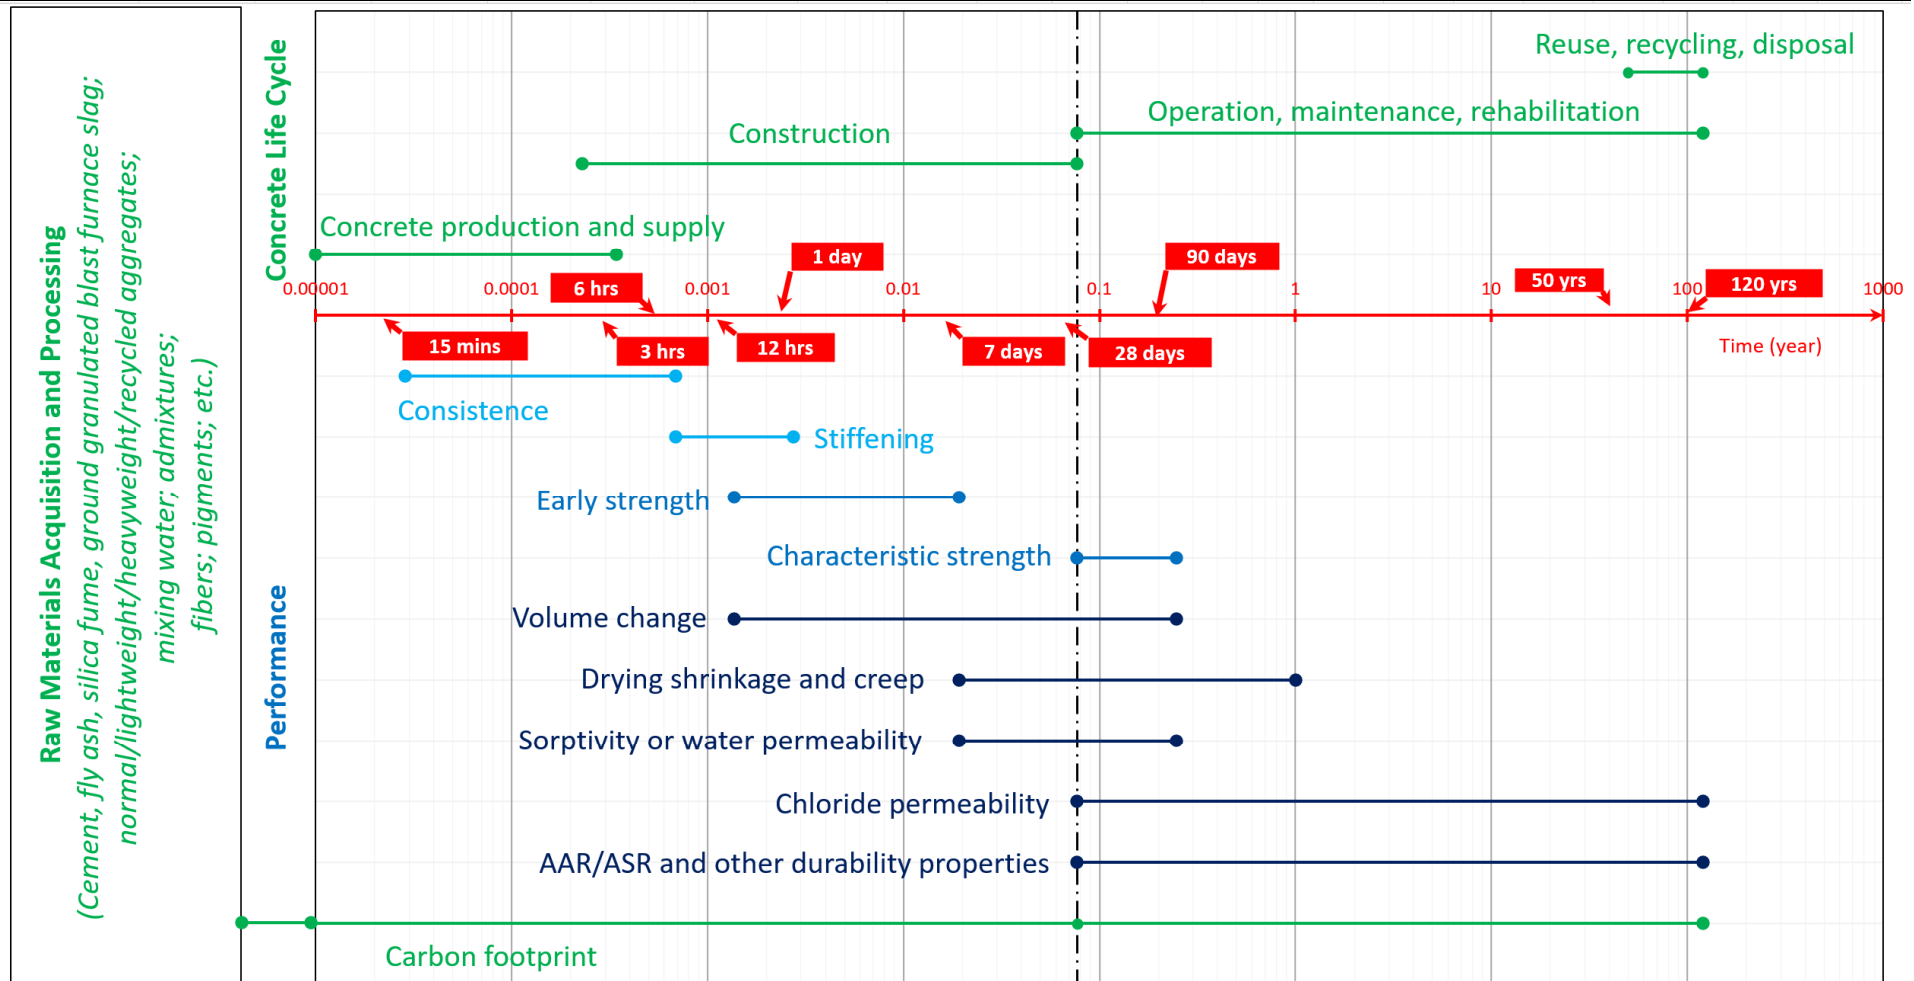 Raw Materials Acquisition and Processing
(Cement, fly ash, silica fume, ground granulated blast furnace slag;
normal/lightweight/heavyweight/recycled aggregates;
mixing water; admixtures;
fibers; pigments; etc.)
Concrete Life Cycle
Reuse, recycling, disposal
Operation, maintenance, rehabilitation
Construction
Concrete production and supply
1 day
90 days
6 hrs
50 yrs
120 yrs
0.00001
0.0001
0.001
0.01
0.1
1
10
100
1000
15 mins
3 hrs
12 hrs
7 days
28 days
Time (year)
Performance
Consistence
Stiffening
Early strength
Characteristic strength
Volume change
Drying shrinkage and creep
Sorptivity or water permeability
Chloride permeability
AAR/ASR and other durability properties
Carbon footprint